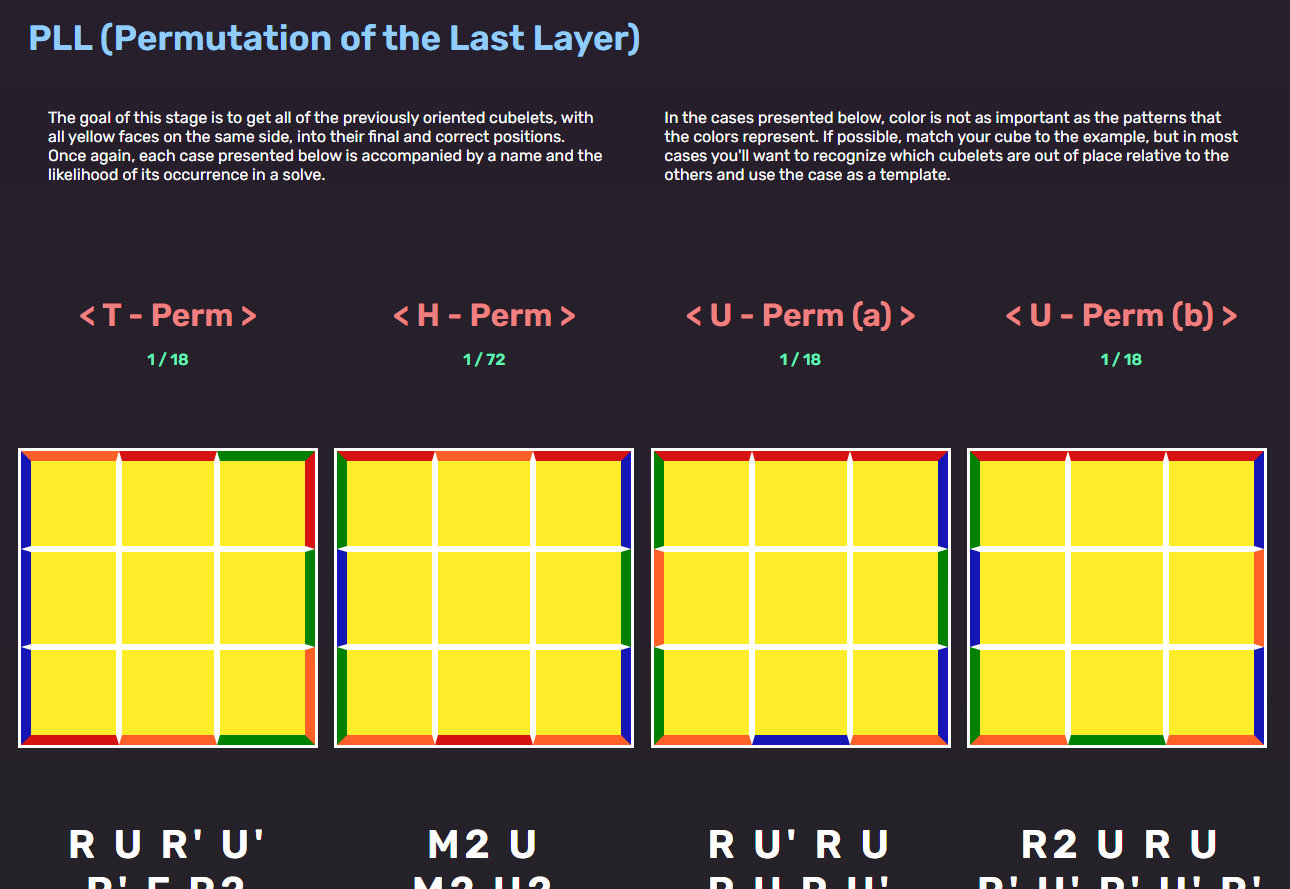 PLL (Permutation of the Last Layer)
The goal of this stage is to get all of the previously oriented cubelets, with
all yellow faces on the same side, into their final and correct positions.
Once again, each case presented below is accompanied by a name and the
likelihood of its occurrence in a solve.
In the cases presented below, color is not as important as the patterns that
the colors represent. If possible, match your cube to the example, but in most
cases you'll want to recognize which cubelets are out of place relative to the
others and use the case as a template.
< T - Perm >
1 / 18
< H - Perm >
1 / 72
< U - Perm (a) >
1 / 18
< U - Perm (b) >
1 / 18
R U R' U'
M2 U
R U' R U
R2 U R U